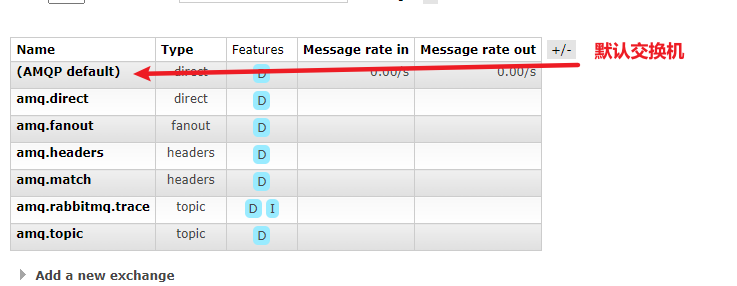 Name Type Features Message rate in Message rate out +/-
默认交换机
(AMQP default) direct D 0.00/s 0.00/s
amq.direct direct D
amq.fanout fanout D
amq.headers headers D
amq.match headers D
amq.rabbitmq.trace topic D I
amq.topic topic D
Add a new exchange